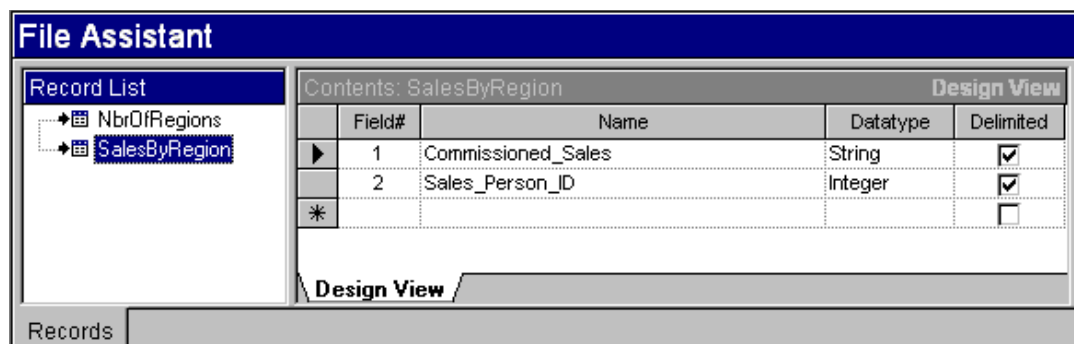 File Assistant
Record List
NbrOfRegions
SalesByRegion
Contents: SalesByRegion Design View
Field# Name Datatype Delimited
1 Commissioned_Sales String
2 Sales_Person_ID Integer
Design View
Records